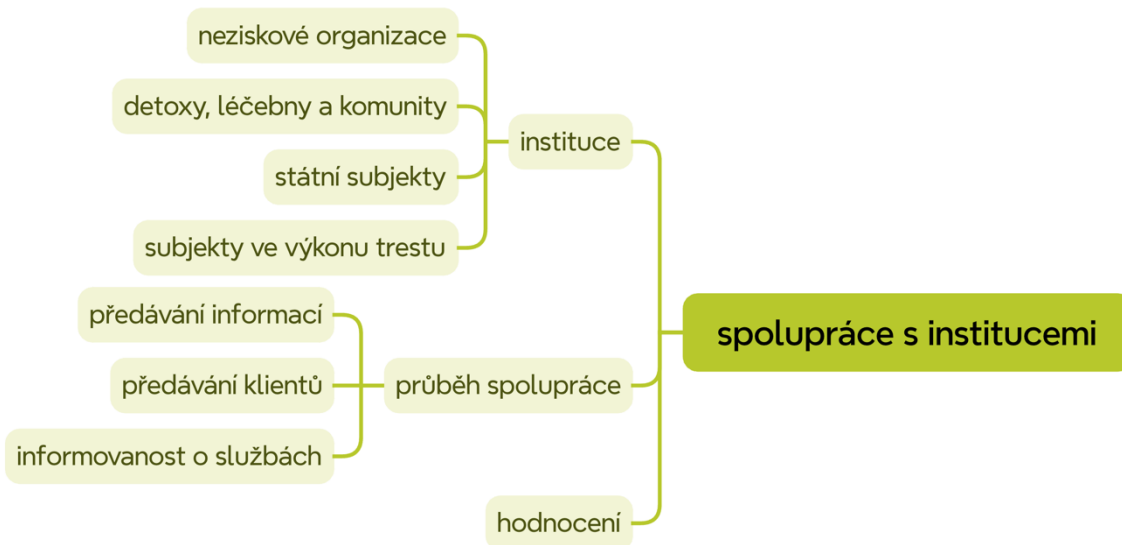 neziskové organizace
detoxy, léčebny a komunity
instituce
státní subjekty
subjekty ve výkonu trestu
předávání informací
spolupráce s institucemi
předávání klientů
průběh spolupráce
informovanost o službách
hodnocení